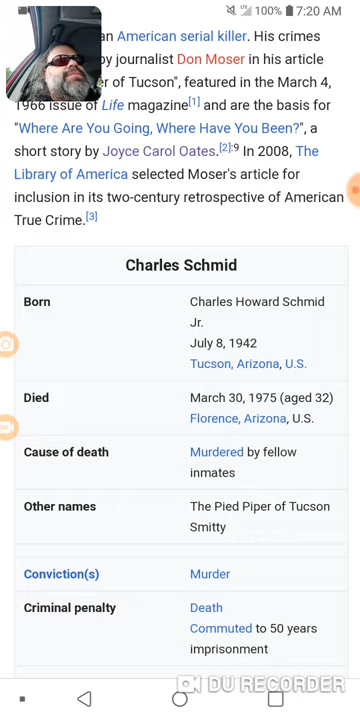 100% 7:20 AM
an American serial killer. His crimes
by journalist Don Moser in his article
er of Tucson", featured in the March 4,
1966 issue of Life magazine[1] and are the basis for
"Where Are You Going, Where Have You Been?", a
short story by Joyce Carol Oates.[2]:9 In 2008, The
Library of America selected Moser's article for
inclusion in its two-century retrospective of American
True Crime.[3]
Charles Schmid
Born Charles Howard Schmid
Jr.
July 8, 1942
Tucson, Arizona, U.S.
Died March 30, 1975 (aged 32)
Florence, Arizona, U.S.
Cause of death Murdered by fellow
inmates
Other names The Pied Piper of Tucson
Smitty
Conviction(s) Murder
Criminal penalty Death
Commuted to 50 years
imprisonment
DU RECORDER